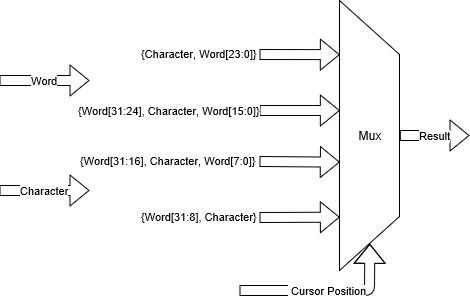 {Character, Word[23:0]}
Word
{Word[31:24], Character, Word[15:0]}
Mux
Result
{Word[31:16], Character, Word[7:0]}
Character
{Word[31:8], Character}
Cursor Position